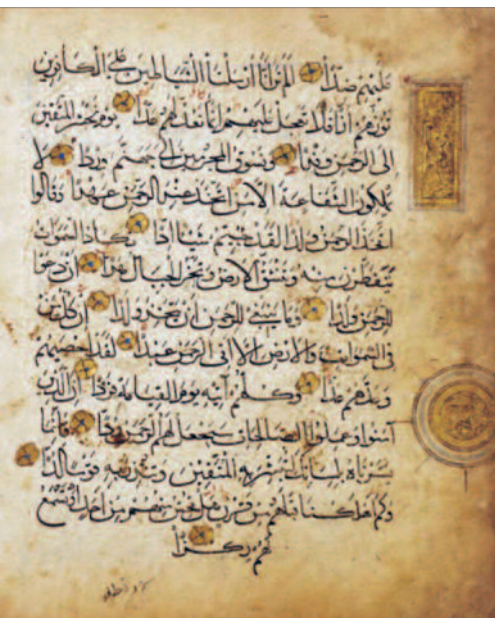 عليهم ضدا ألم تر أنا أرسلنا الشياطين على الكافرين
تؤزهم أزا فلا تعجل عليهم إنما نعد لهم عدا يوم نحشر المتقين
إلى الرحمن وفدا ونسوق المجرمين إلى جهنم وردا لا
يملكون الشفاعة إلا من اتخذ عند الرحمن عهدا وقالوا
اتخذ الرحمن ولدا لقد جئتم شيئا إدا تكاد السموات
يتفطرن منه وتنشق الأرض وتخر الجبال هدا أن دعوا
للرحمن ولدا وما ينبغي للرحمن أن يتخذ ولدا إن كل من
في السموات والأرض إلا آتي الرحمن عبدا لقد أحصيهم
وعدهم عدا وكلهم آتيه يوم القيامة فردا إن الذين
آمنوا وعملوا الصالحات سيجعل لهم الرحمن ودا فإنما
يسرناه بلسانك لتبشر به المتقين وتنذر به قوما لدا
وكم أهلكنا قبلهم من قرن هل تحس منهم من أحد أو تسمع
لهم ركزا